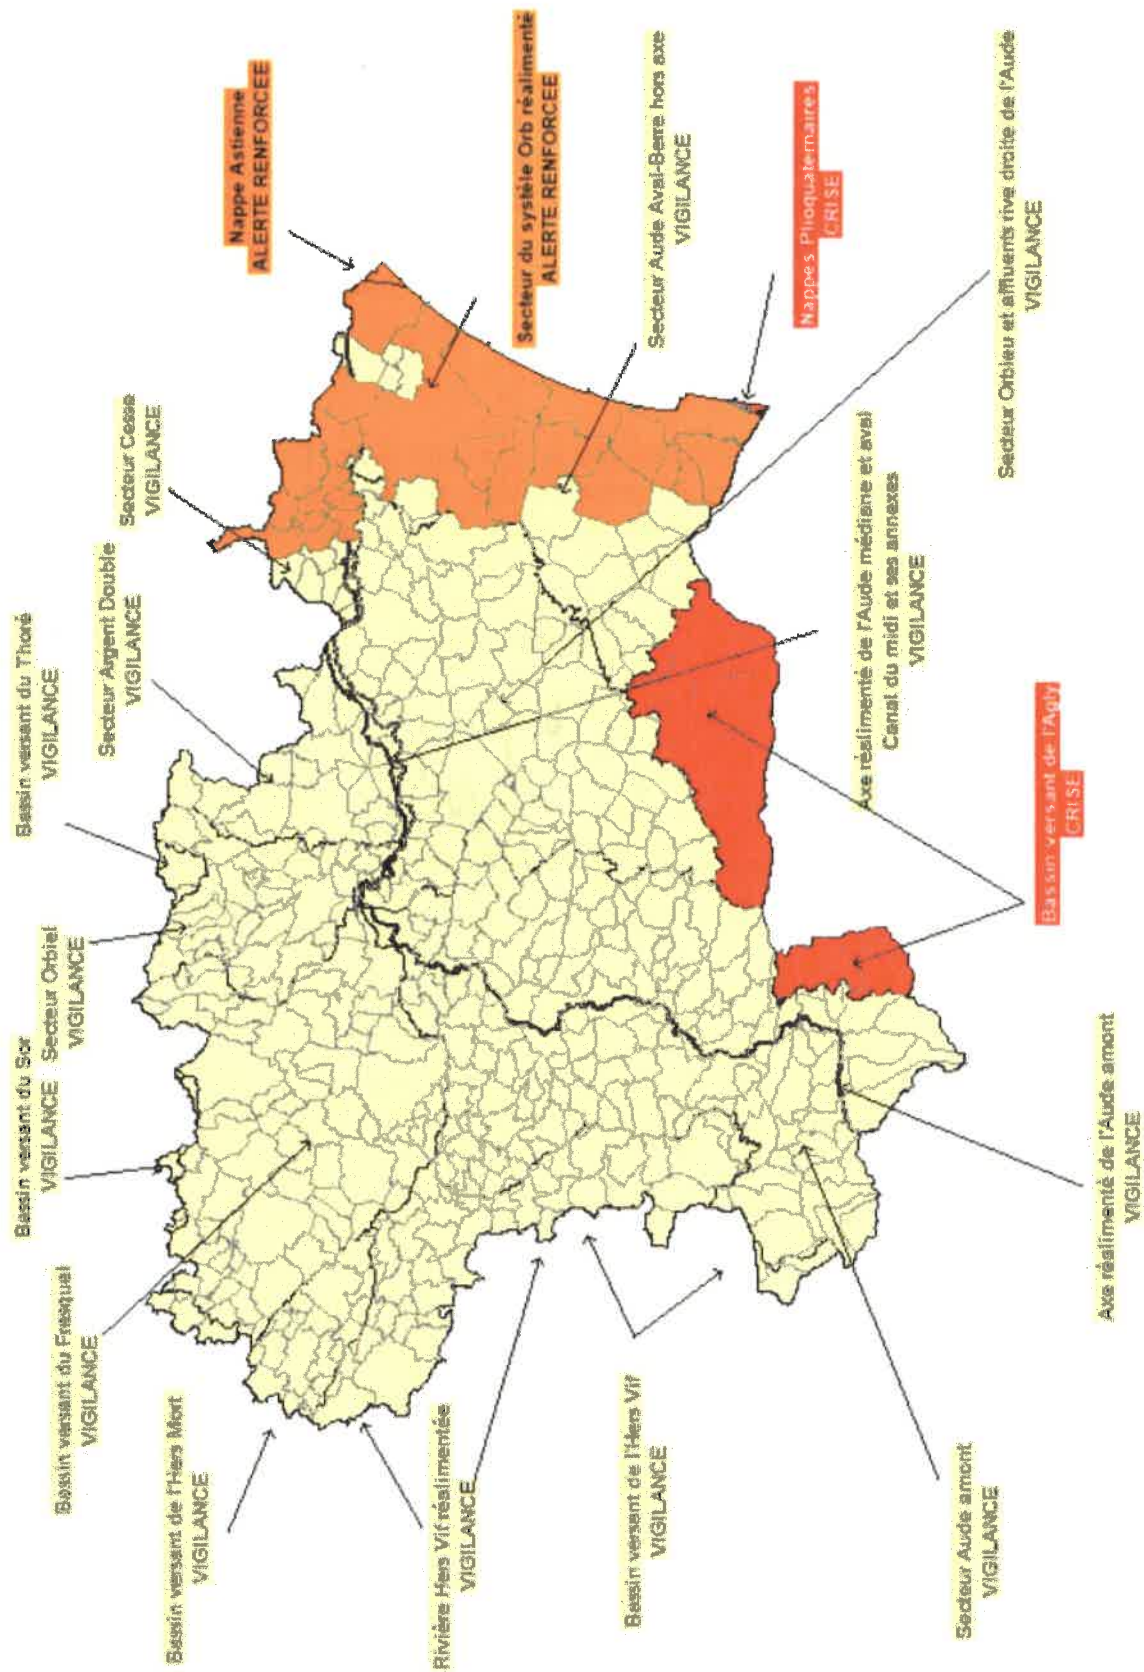 Bassin versant de l'Hers Mort
VIGILANCE
Bassin versant du Fresquel
VIGILANCE
Bassin versant du Sor
VIGILANCE
Secteur Orbiel
VIGILANCE
Bassin versant du Thoré
VIGILANCE
Secteur Argent Double
VIGILANCE
Secteur Cesse
VIGILANCE
Nappe Astienne
ALERTE RENFORCEE
Secteur du systèle Orb réalimenté
ALERTE RENFORCEE
Secteur Aude Aval-Berre hors axe
VIGILANCE
Nappes Plioquaternaires
CRISE
Secteur Orbieu et affluents rive droite de l'Aude
VIGILANCE
Axe réalimenté de l'Aude médiane et aval
Canal du midi et ses annexes
VIGILANCE
Bassin versant de l'Agly
CRISE
Axe réalimenté de l'Aude amont
VIGILANCE
Secteur Aude amont
VIGILANCE
Bassin versant de l'Hers Vif
VIGILANCE
Rivière Hers Vif réalimentée
VIGILANCE